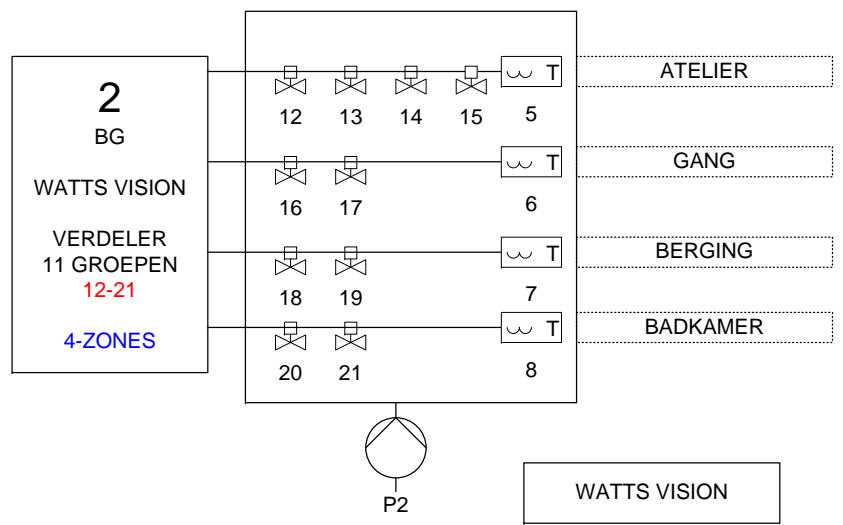 2
BG
WATTS VISION
VERDELER
11 GROEPEN
12-21
4-ZONES
T ATELIER
12 13 14 15 5
T GANG
16 17 6
T BERGING
18 19 7
T BADKAMER
20 21 8
P2
WATTS VISION